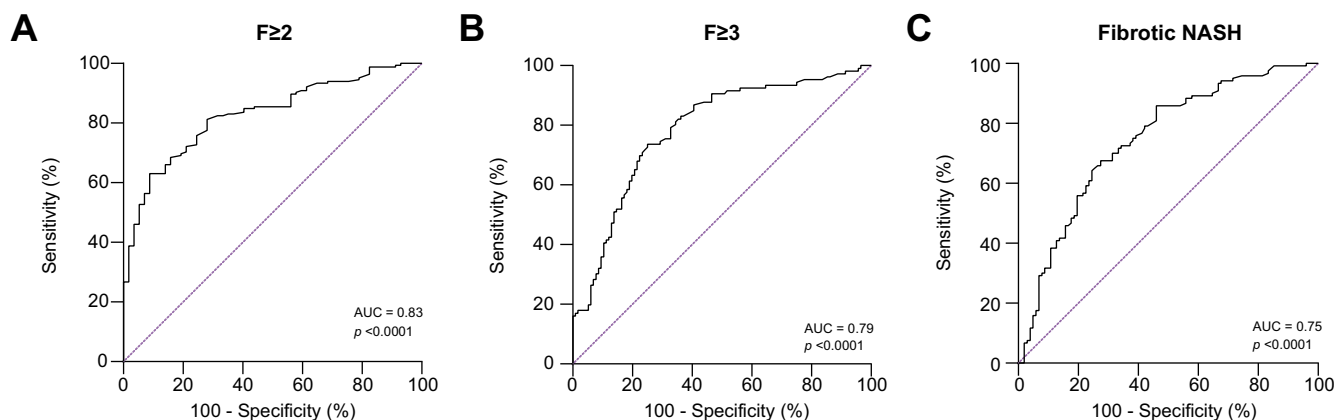 A
F≥2
100
80
60
40
20
0
Sensitivity (%)
AUC = 0.83
p <0.0001
0 20 40 60 80 100
100 - Specificity (%)
B
F≥3
100
80
60
40
20
0
Sensitivity (%)
AUC = 0.79
p <0.0001
0 20 40 60 80 100
100 - Specificity (%)
C
Fibrotic NASH
100
80
60
40
20
0
Sensitivity (%)
AUC = 0.75
p <0.0001
0 20 40 60 80 100
100 - Specificity (%)